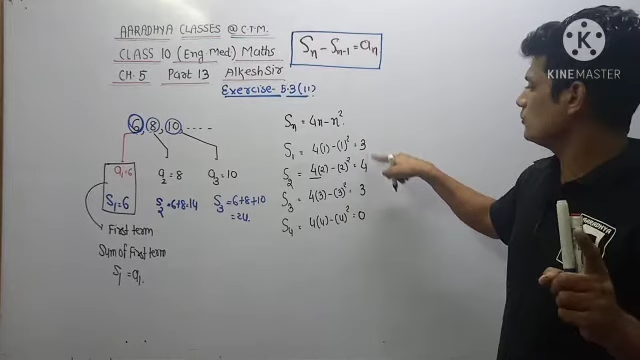 AARADHYA CLASSES @ C.T.M.
CLASS 10 (Eng. Med) Maths
CH. 5 Part 13 Alkesh Sir
Exercise - 5.3 (11)
Sn - Sn-1 = an
6, 8, 10, ....
a1 = 6
S1 = 6
a2 = 8
S2 = 6+8 = 14
a3 = 10
S3 = 6+8+10
= 24.
First term
Sum of First term
S1 = a1.
Sn = 4n - n².
S1 = 4(1) - (1)² = 3
S2 = 4(2) - (2)² = 4
S3 = 4(3) - (3)² = 3
S4 = 4(4) - (4)² = 0
KINEMASTER